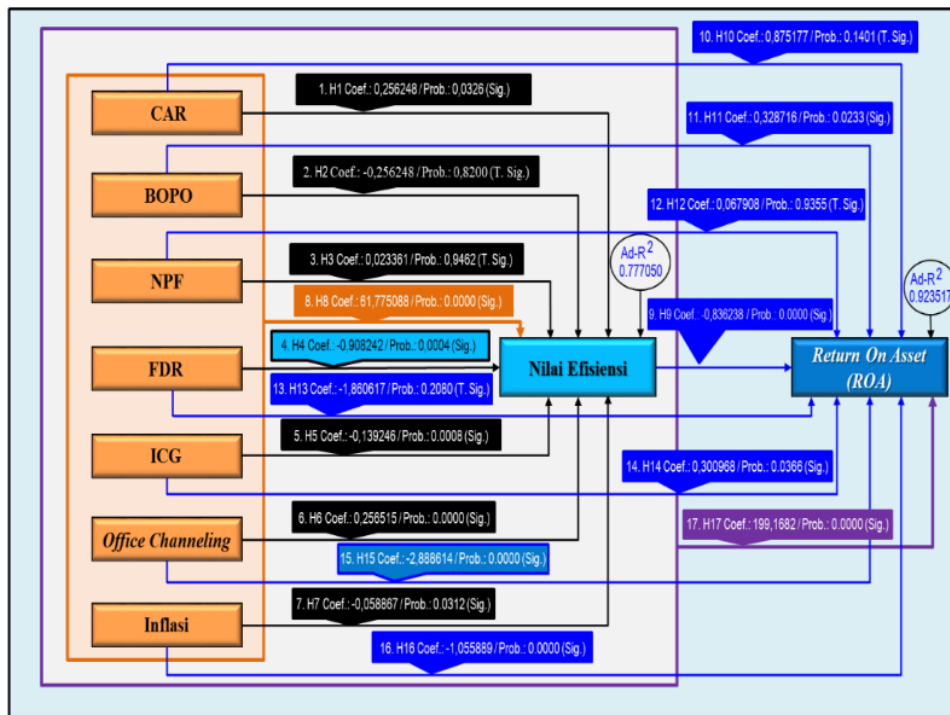 10. H10 Coef.: 0,875177 / Prob.: 0.1401 (T. Sig.)
1. H1 Coef.: 0,256248 / Prob.: 0,0326 (Sig.)
CAR
11. H11 Coef.: 0,328716 / Prob.: 0.0233 (Sig.)
2. H2 Coef.: -0,256248 / Prob.: 0,8200 (T. Sig.)
BOPO
12. H12 Coef.: 0,067908 / Prob.: 0.9355 (T. Sig.)
3. H3 Coef.: 0,023361 / Prob.: 0,9462 (T. Sig.)
NPF
Ad-R2
0.777050
Ad-R2
0.923517
8. H8 Coef.: 61,775088 / Prob.: 0.0000 (Sig.)
9. H9 Coef.: -0,836238 / Prob.: 0.0000 (Sig.)
4. H4 Coef.: -0,908242 / Prob.: 0,0004 (Sig.)
FDR
Nilai Efisiensi
Return On Asset
(ROA)
13. H13 Coef.: -1,860617 / Prob.: 0.2080 (T. Sig.)
5. H5 Coef.: -0,139246 / Prob.: 0.0008 (Sig.)
ICG
14. H14 Coef.: 0,300968 / Prob.: 0.0366 (Sig.)
6. H6 Coef.: 0,256515 / Prob.: 0.0000 (Sig.)
17. H17 Coef.: 199,1682 / Prob.: 0.0000 (Sig.)
Office Channeling
15. H15 Coef.: -2,888614 / Prob.: 0.0000 (Sig.)
7. H7 Coef.: -0,058867 / Prob.: 0.0312 (Sig.)
Inflasi
16. H16 Coef.: -1,055889 / Prob.: 0.0000 (Sig.)